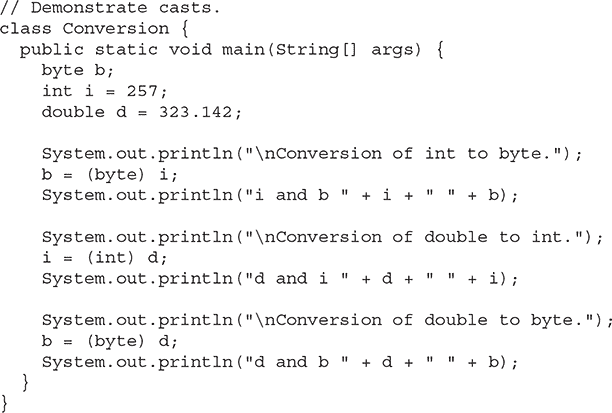 // Demonstrate casts.
class Conversion {
  public static void main(String[] args) {
    byte b;
    int i = 257;
    double d = 323.142;

    System.out.println("\nConversion of int to byte.");
    b = (byte) i;
    System.out.println("i and b " + i + " " + b);

    System.out.println("\nConversion of double to int.");
    i = (int) d;
    System.out.println("d and i " + d + " " + i);

    System.out.println("\nConversion of double to byte.");
    b = (byte) d;
    System.out.println("d and b " + d + " " + b);
  }
}